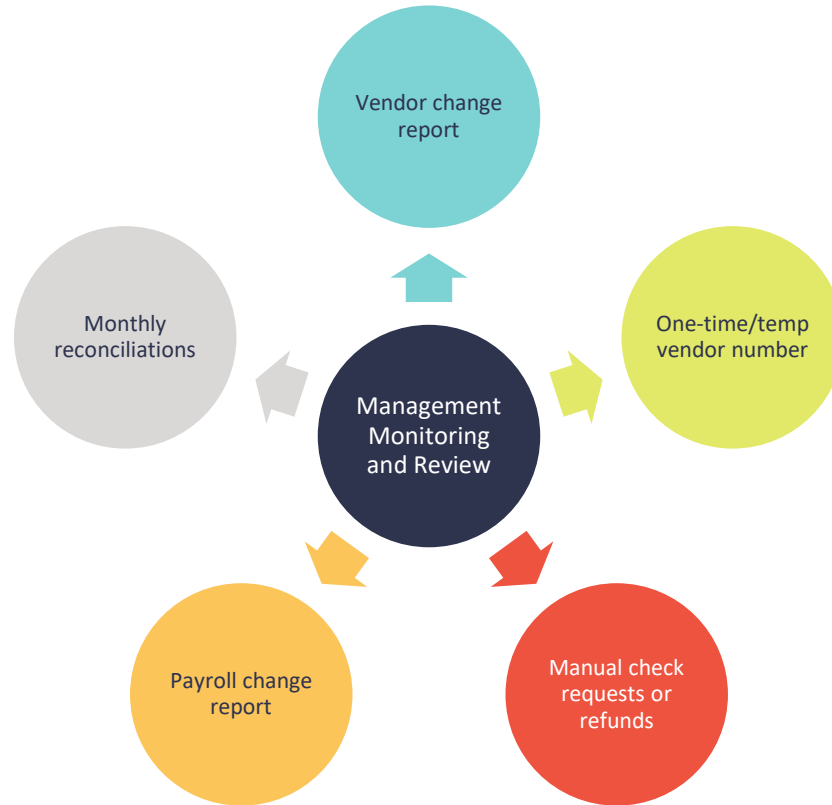 Vendor change
report
One-time/temp
vendor number
Manual check
requests or
refunds
Payroll change
report
Monthly
reconciliations
Management
Monitoring
and Review